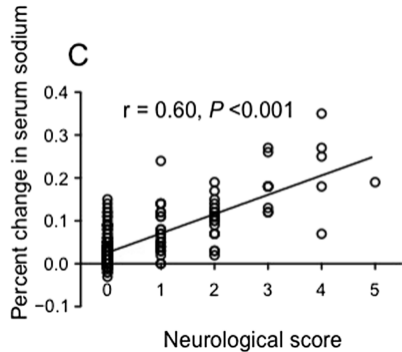 C
Percent change in serum sodium
r = 0.60, P <0.001
0.4
0.3
0.2
0.1
0.0
−0.1
0 1 2 3 4 5
Neurological score